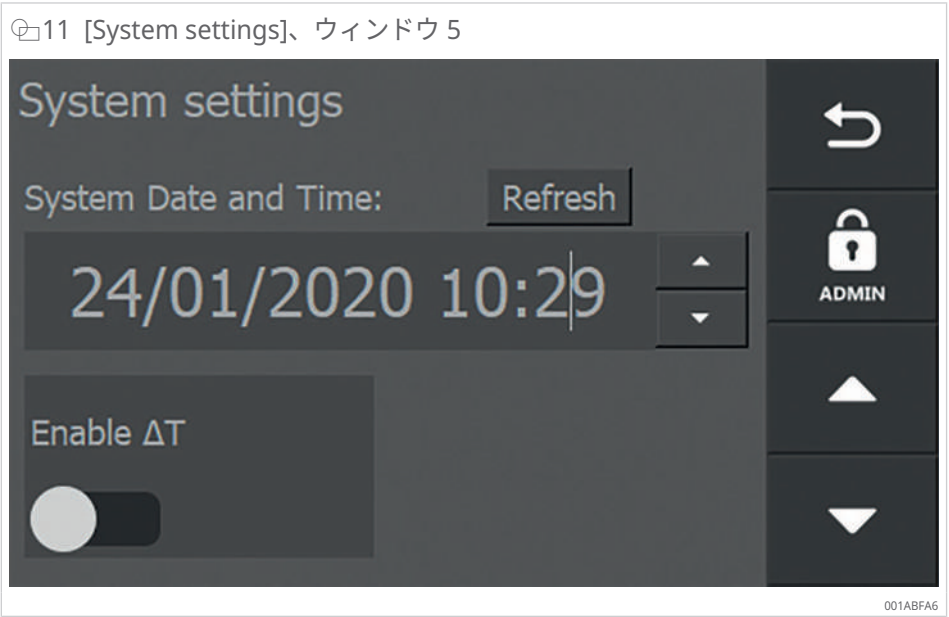 11 [System settings]、ウィンドウ 5
System settings
System Date and Time:
Refresh
24/01/2020 10:29
ADMIN
Enable ΔT
001ABFA6